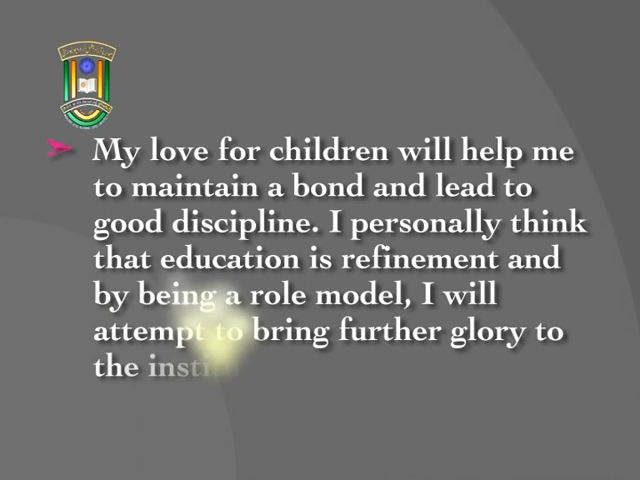 My love for children will help me
to maintain a bond and lead to
good discipline. I personally think
that education is refinement and
by being a role model, I will
attempt to bring further glory to
the